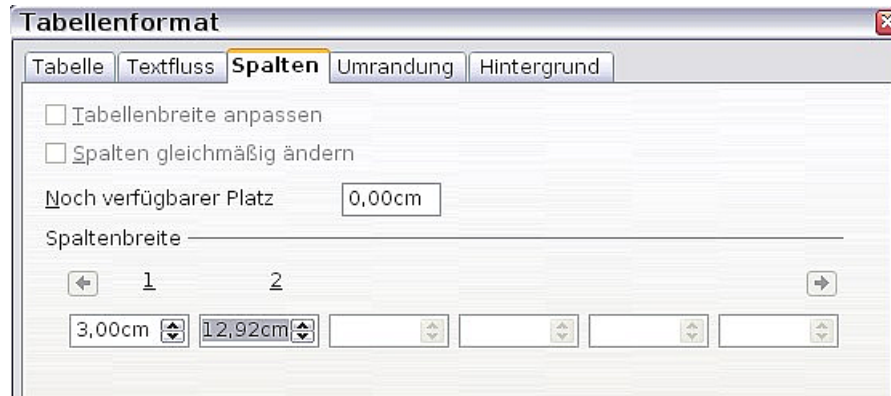 Tabellenformat
Tabelle Textfluss Spalten Umrandung Hintergrund
Tabellenbreite anpassen
Spalten gleichmäßig ändern
Noch verfügbarer Platz 0,00cm
Spaltenbreite
1 2
3,00cm 12,92cm